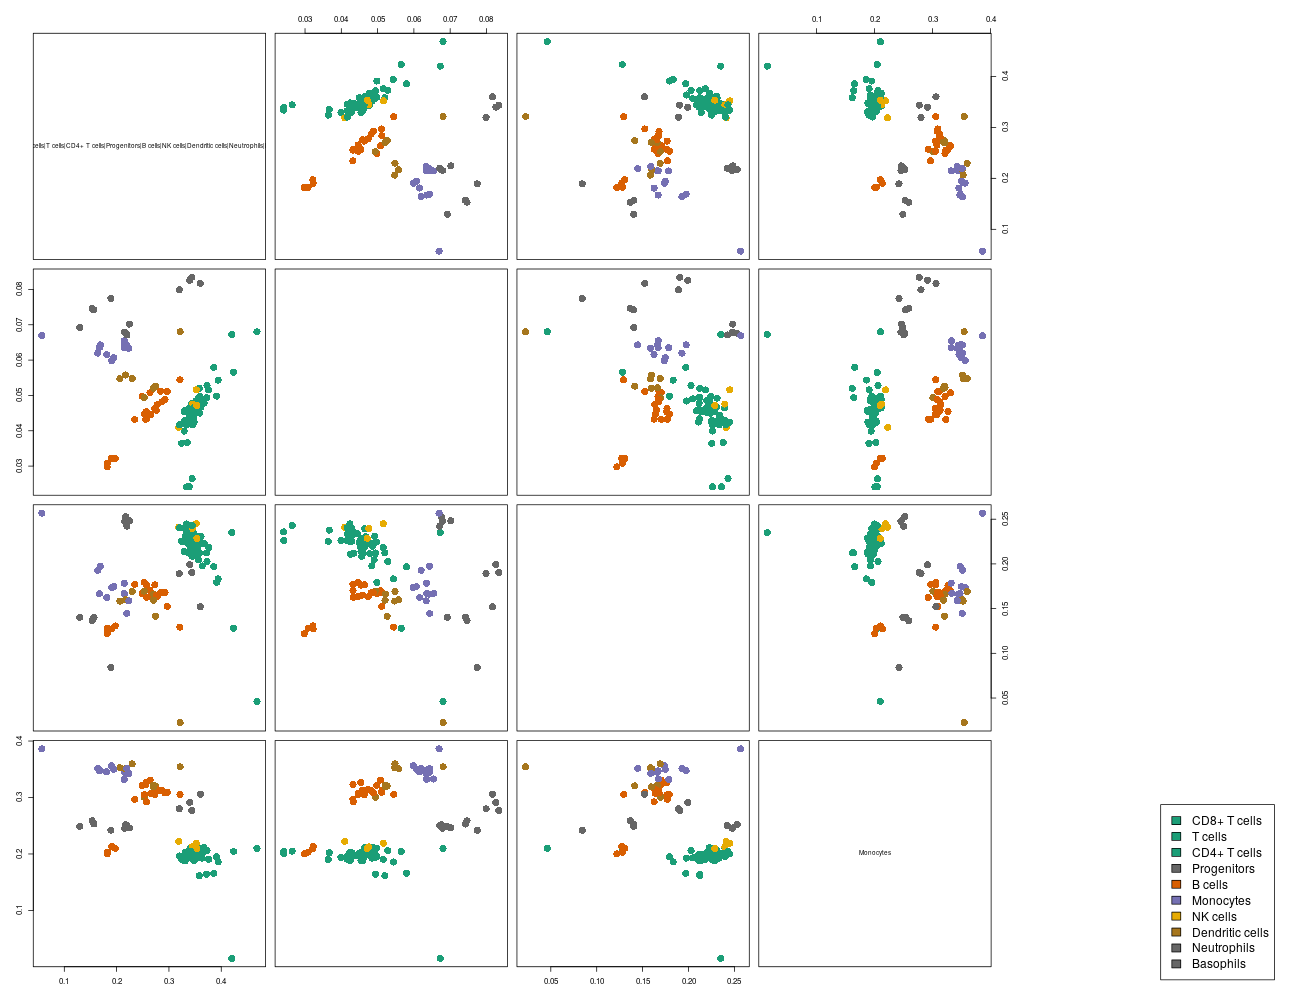 0.03 0.04 0.05 0.06 0.07 0.08
0.1 0.2 0.3 0.4
0.1 0.2 0.3 0.4
cells|T cells|CD4+ T cells|Progenitors|B cells|NK cells|Dendritic cells|Neutrophils|
0.03 0.04 0.05 0.06 0.07 0.08
0.05 0.10 0.15 0.20 0.25
0.1 0.2 0.3 0.4
Monocytes
0.1 0.2 0.3 0.4
0.05 0.10 0.15 0.20 0.25
CD8+ T cells
T cells
CD4+ T cells
Progenitors
B cells
Monocytes
NK cells
Dendritic cells
Neutrophils
Basophils